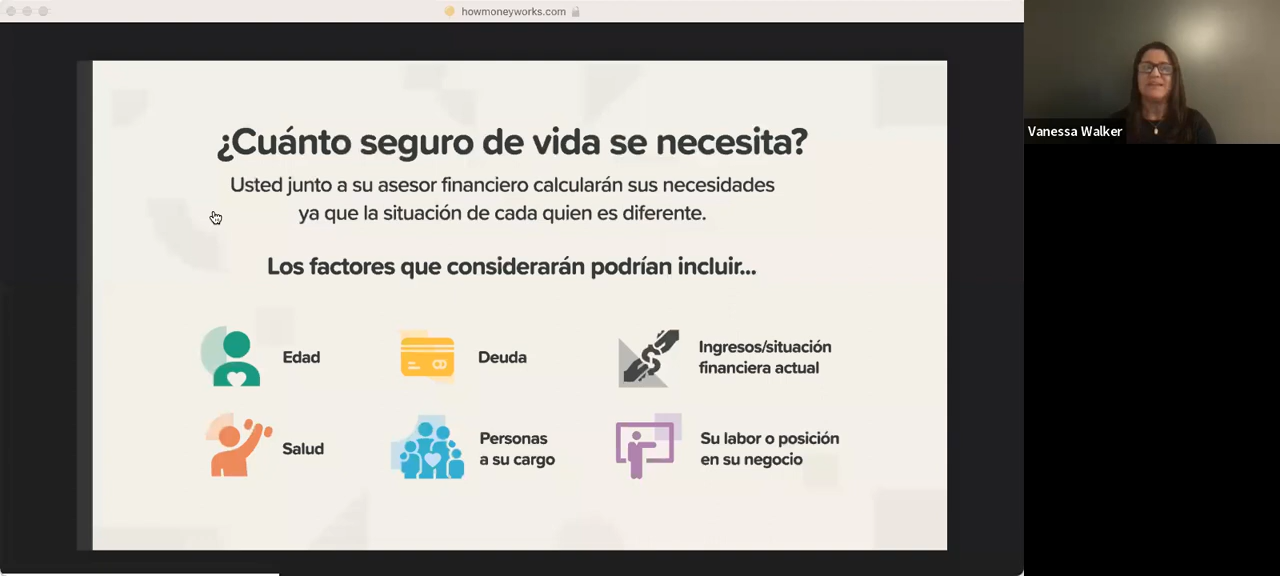 howmoneyworks.com
Vanessa Walker
¿Cuánto seguro de vida se necesita?
Usted junto a su asesor financiero calcularán sus necesidades
ya que la situación de cada quien es diferente.
Los factores que considerarán podrían incluir...
Edad
Deuda
Ingresos/situación
financiera actual
Salud
Personas
a su cargo
Su labor o posición
en su negocio